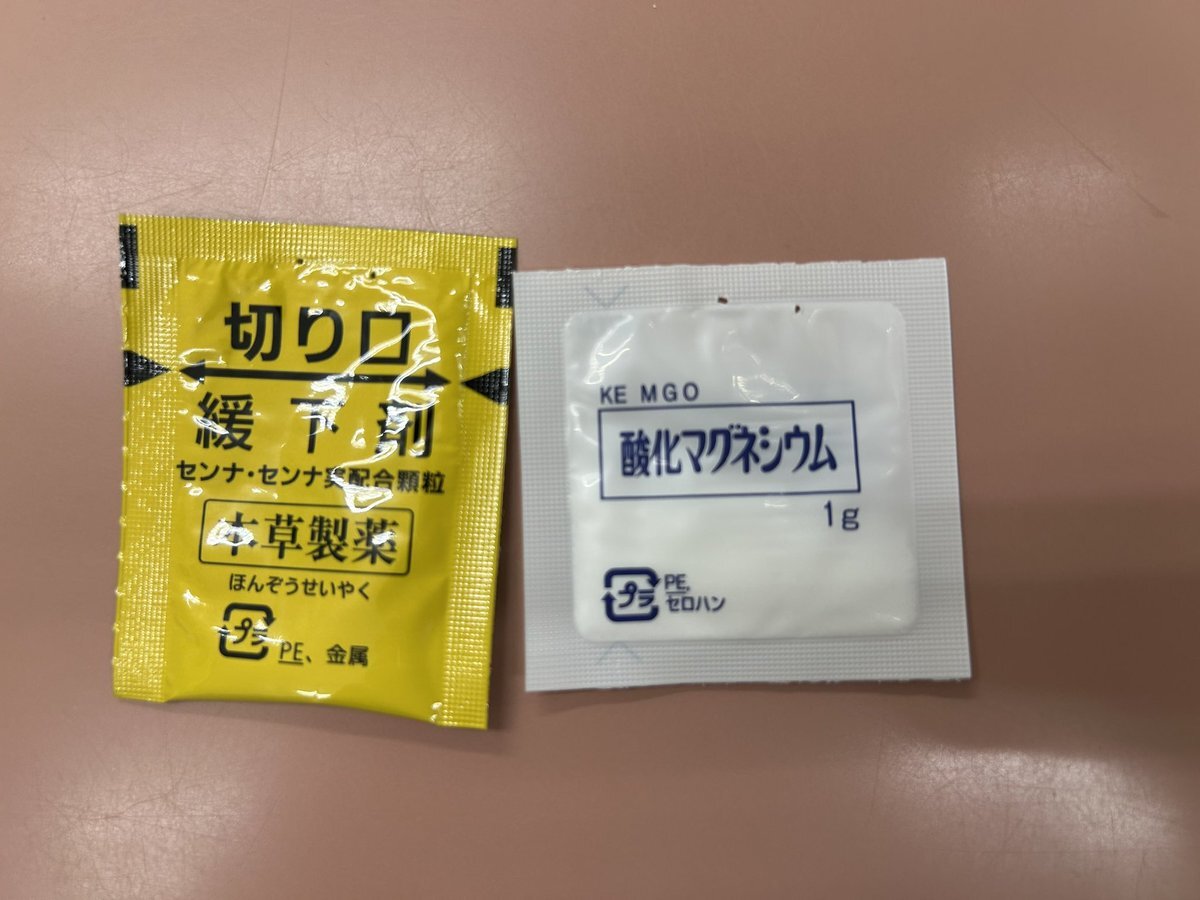 切り口
緩下剤
センナ・センナ実配合顆粒
本草製薬
ほんぞうせいやく
プラ
PE、金属
KE MGO
酸化マグネシウム
1g
プラ
PE,
セロハン